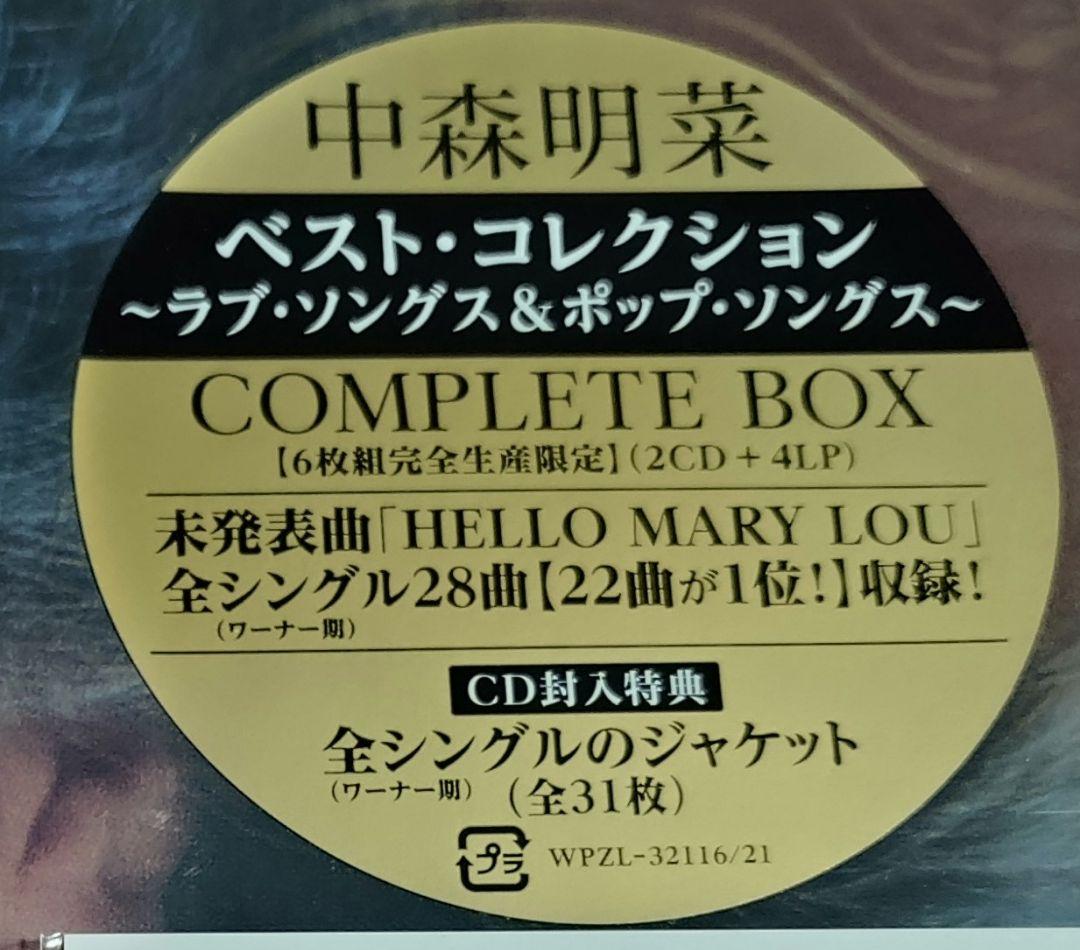 中森明菜
ベスト・コレクション
～ラブ・ソングス&ポップ・ソングス～
COMPLETE BOX
【6枚組完全生産限定】(2CD + 4LP)
未発表曲「HELLO MARY LOU」
全シングル28曲【22曲が1位!】収録!
(ワーナー期)
CD封入特典
全シングルのジャケット
(ワーナー期) (全31枚)
プラ WPZL-32116/21